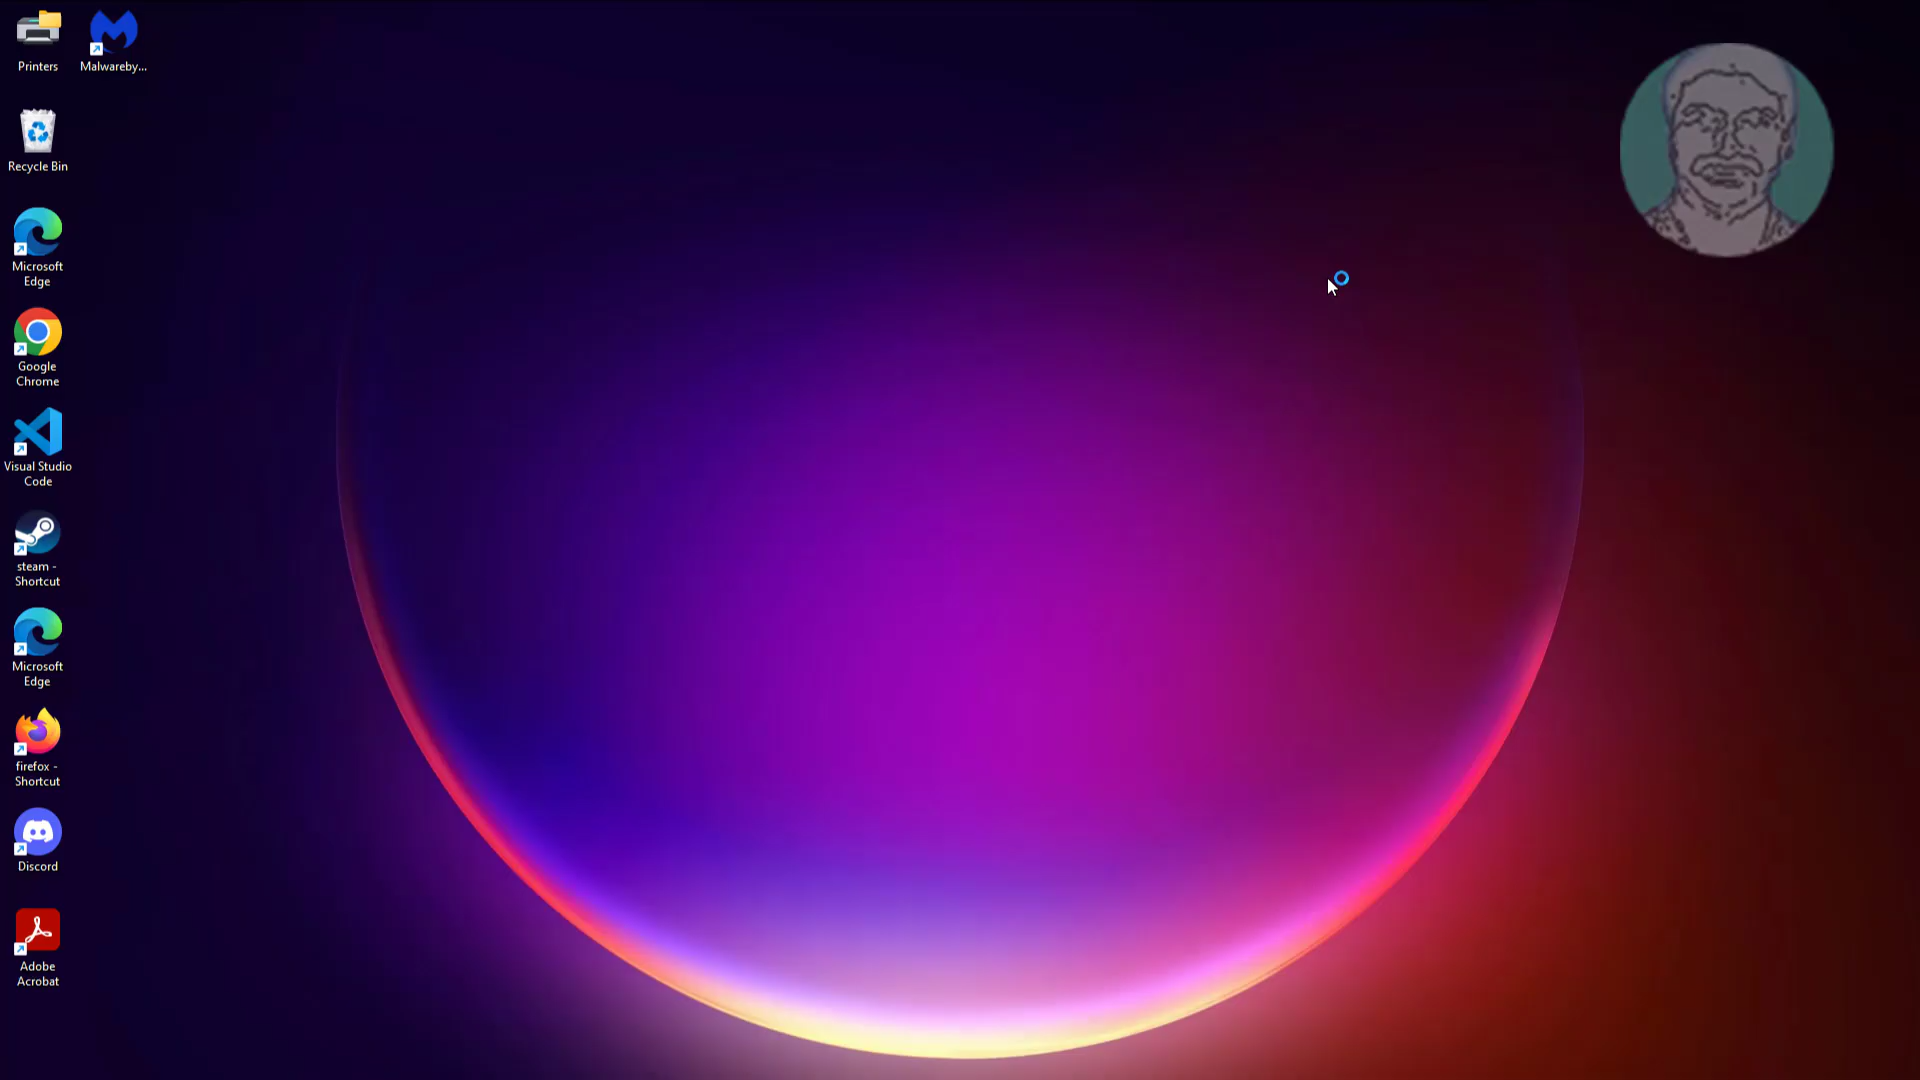 Printers
Malwareby...
Recycle Bin
Microsoft
Edge
Google
Chrome
Visual Studio
Code
steam -
Shortcut
Microsoft
Edge
firefox -
Shortcut
Discord
Adobe
Acrobat